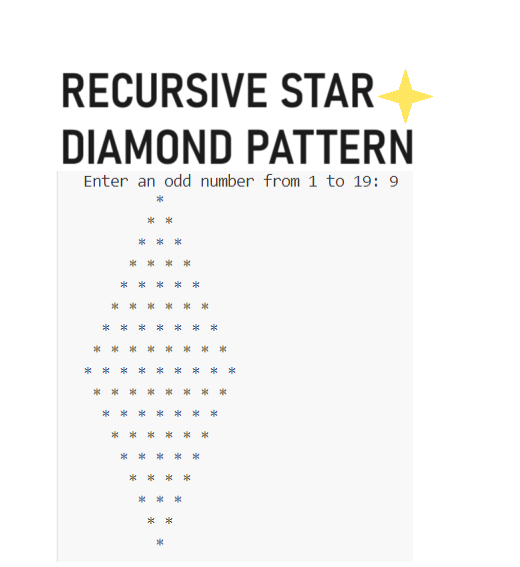 RECURSIVE STAR
DIAMOND PATTERN
Enter an odd number from 1 to 19: 9
        *
       * *
      * * *
     * * * *
    * * * * *
   * * * * * *
  * * * * * * *
 * * * * * * * *
* * * * * * * * *
 * * * * * * * *
  * * * * * * *
   * * * * * *
    * * * * *
     * * * *
      * * *
       * *
        *